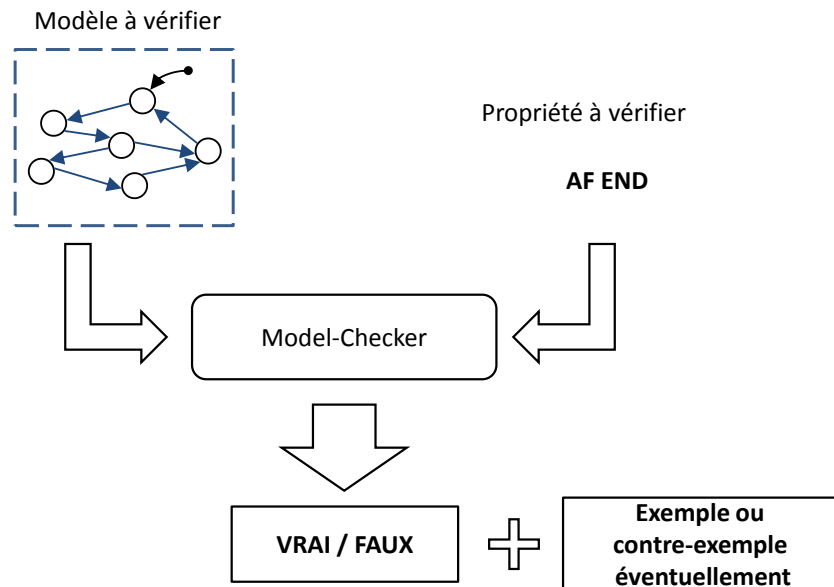 Modèle à vérifier
Propriété à vérifier
AF END
Model-Checker
VRAI / FAUX
Exemple ou
contre-exemple
éventuellement